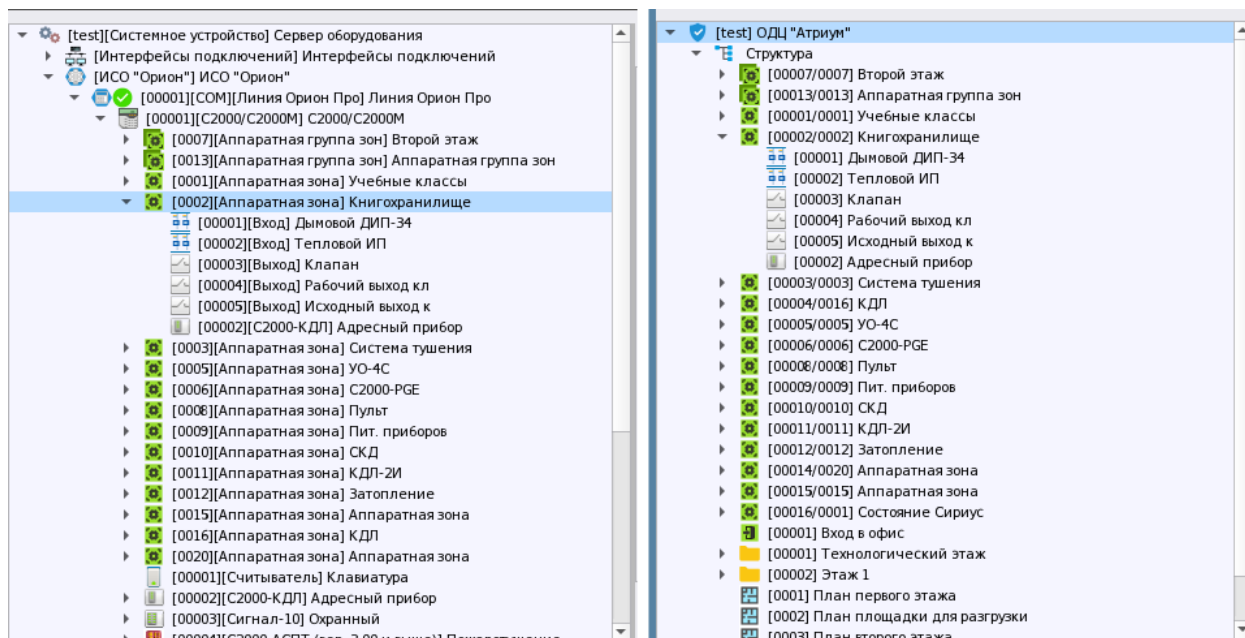 [test][Системное устройство] Сервер оборудования
[Интерфейсы подключений] Интерфейсы подключений
[ИСО "Орион"] ИСО "Орион"
[00001][COM][Линия Орион Про] Линия Орион Про
[00001][С2000/С2000М] С2000/С2000М
[0007][Аппаратная группа зон] Второй этаж
[0013][Аппаратная группа зон] Аппаратная группа зон
[0001][Аппаратная зона] Учебные классы
[0002][Аппаратная зона] Книгохранилище
[00001][Вход] Дымовой ДИП-34
[00002][Вход] Тепловой ИП
[00003][Выход] Клапан
[00004][Выход] Рабочий выход кл
[00005][Выход] Исходный выход к
[00002][С2000-КДЛ] Адресный прибор
[0003][Аппаратная зона] Система тушения
[0005][Аппаратная зона] УО-4С
[0006][Аппаратная зона] С2000-PGE
[0008][Аппаратная зона] Пульт
[0009][Аппаратная зона] Пит. приборов
[0010][Аппаратная зона] СКД
[0011][Аппаратная зона] КДЛ-2И
[0012][Аппаратная зона] Затопление
[0015][Аппаратная зона] Аппаратная зона
[0016][Аппаратная зона] КДЛ
[0020][Аппаратная зона] Аппаратная зона
[00001][Считыватель] Клавиатура
[00002][С2000-КДЛ] Адресный прибор
[00003][Сигнал-10] Охранный
[00004][С2000-АСПТ (вер. 3.00 и выше)] Пожаротушение
[test] ОДЦ "Атриум"
Структура
[00007/0007] Второй этаж
[00013/0013] Аппаратная группа зон
[00001/0001] Учебные классы
[00002/0002] Книгохранилище
[00001] Дымовой ДИП-34
[00002] Тепловой ИП
[00003] Клапан
[00004] Рабочий выход кл
[00005] Исходный выход к
[00002] Адресный прибор
[00003/0003] Система тушения
[00004/0016] КДЛ
[00005/0005] УО-4С
[00006/0006] С2000-PGE
[00008/0008] Пульт
[00009/0009] Пит. приборов
[00010/0010] СКД
[00011/0011] КДЛ-2И
[00012/0012] Затопление
[00014/0020] Аппаратная зона
[00015/0015] Аппаратная зона
[00016/0001] Состояние Сириус
[00001] Вход в офис
[00001] Технологический этаж
[00002] Этаж 1
[0001] План первого этажа
[0002] План площадки для разгрузки
[0003] План второго этажа